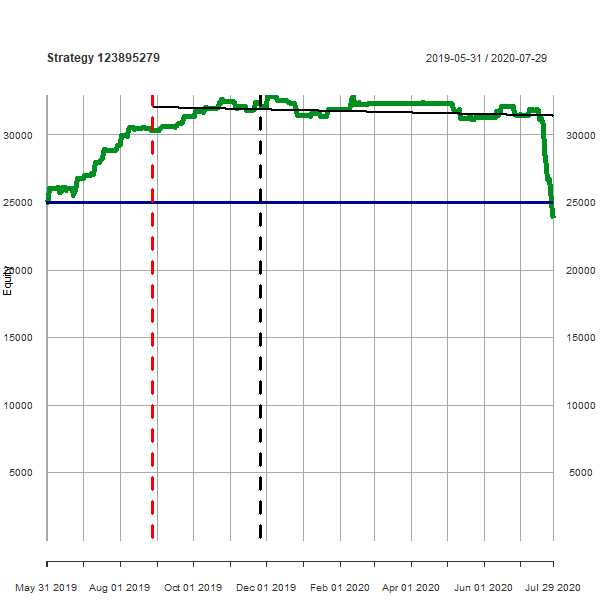 Strategy 123895279 2019-05-31 / 2020-07-29
30000 30000
25000 25000
20000 20000
Equity
15000 15000
10000 10000
5000 5000
May 31 2019 Aug 01 2019 Oct 01 2019 Dec 01 2019 Feb 01 2020 Apr 01 2020 Jun 01 2020 Jul 29 2020